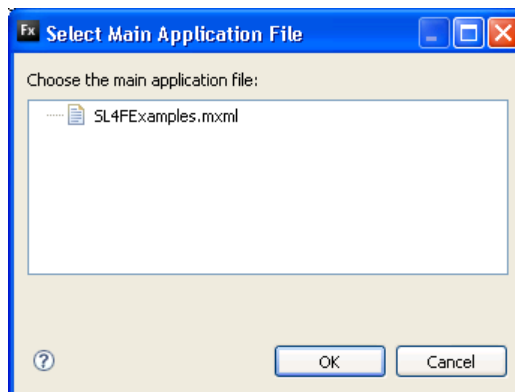 Fx Select Main Application File
Choose the main application file:
SL4FExamples.mxml
?
OK Cancel